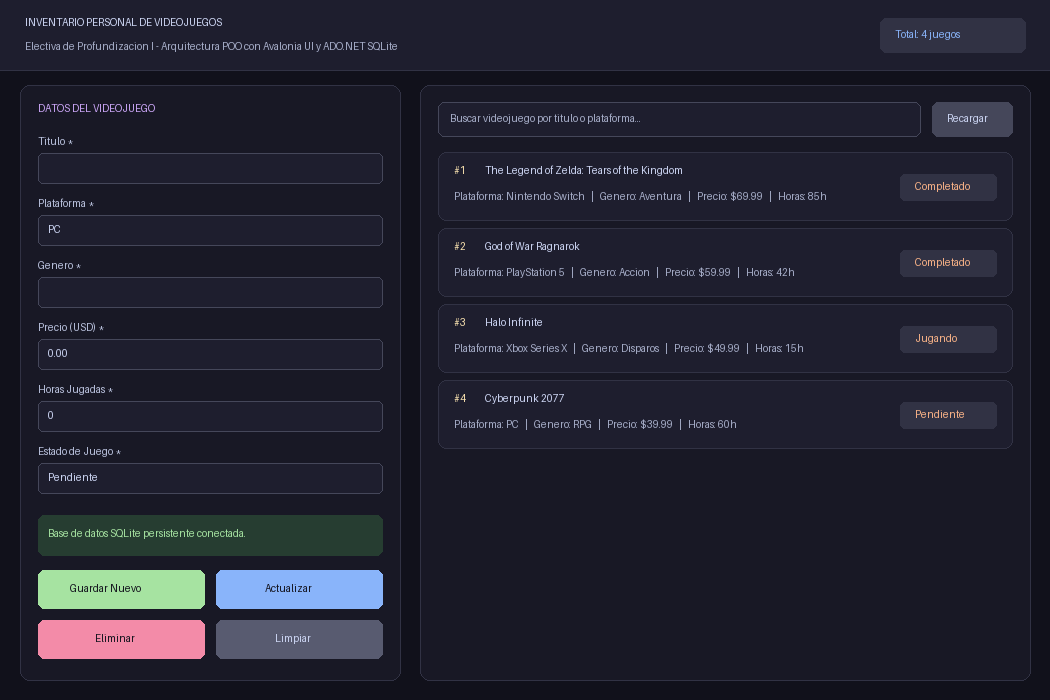 INVENTARIO PERSONAL DE VIDEOJUEGOS
Electiva de Profundizacion I - Arquitectura POO con Avalonia UI y ADO.NET SQLite
Total: 4 juegos
DATOS DEL VIDEOJUEGO
Titulo *
Plataforma *
PC
Genero *
Precio (USD) *
0.00
Horas Jugadas *
0
Estado de Juego *
Pendiente
Base de datos SQLite persistente conectada.
Guardar Nuevo
Actualizar
Eliminar
Limpiar
Buscar videojuego por titulo o plataforma...
Recargar
#1 The Legend of Zelda: Tears of the Kingdom
Plataforma: Nintendo Switch | Genero: Aventura | Precio: $69.99 | Horas: 85h
Completado
#2 God of War Ragnarok
Plataforma: PlayStation 5 | Genero: Accion | Precio: $59.99 | Horas: 42h
Completado
#3 Halo Infinite
Plataforma: Xbox Series X | Genero: Disparos | Precio: $49.99 | Horas: 15h
Jugando
#4 Cyberpunk 2077
Plataforma: PC | Genero: RPG | Precio: $39.99 | Horas: 60h
Pendiente